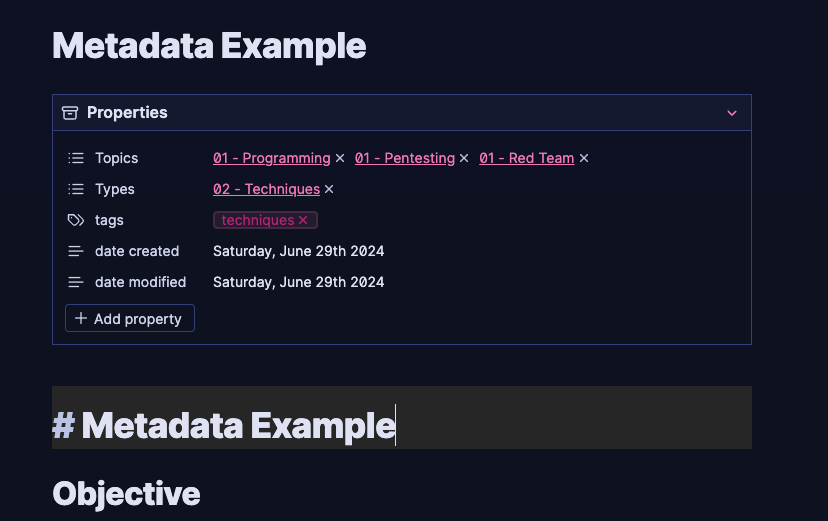 Metadata Example
Properties
Topics 01 - Programming × 01 - Pentesting × 01 - Red Team ×
Types 02 - Techniques ×
tags techniques ×
date created Saturday, June 29th 2024
date modified Saturday, June 29th 2024
+ Add property
# Metadata Example
Objective